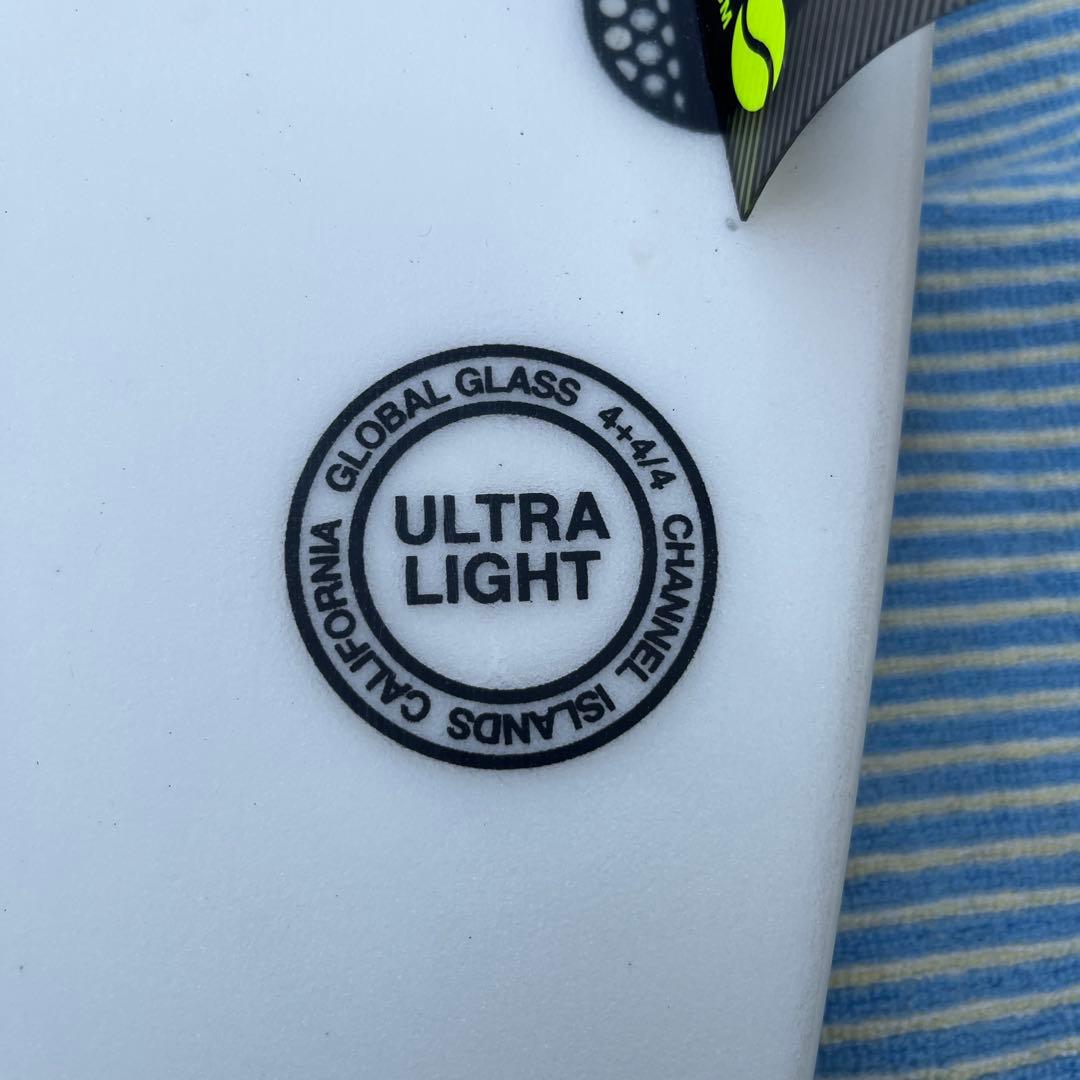 GLOBAL GLASS 4+4/4 CHANNEL ISLANDS CALIFORNIA
ULTRA
LIGHT